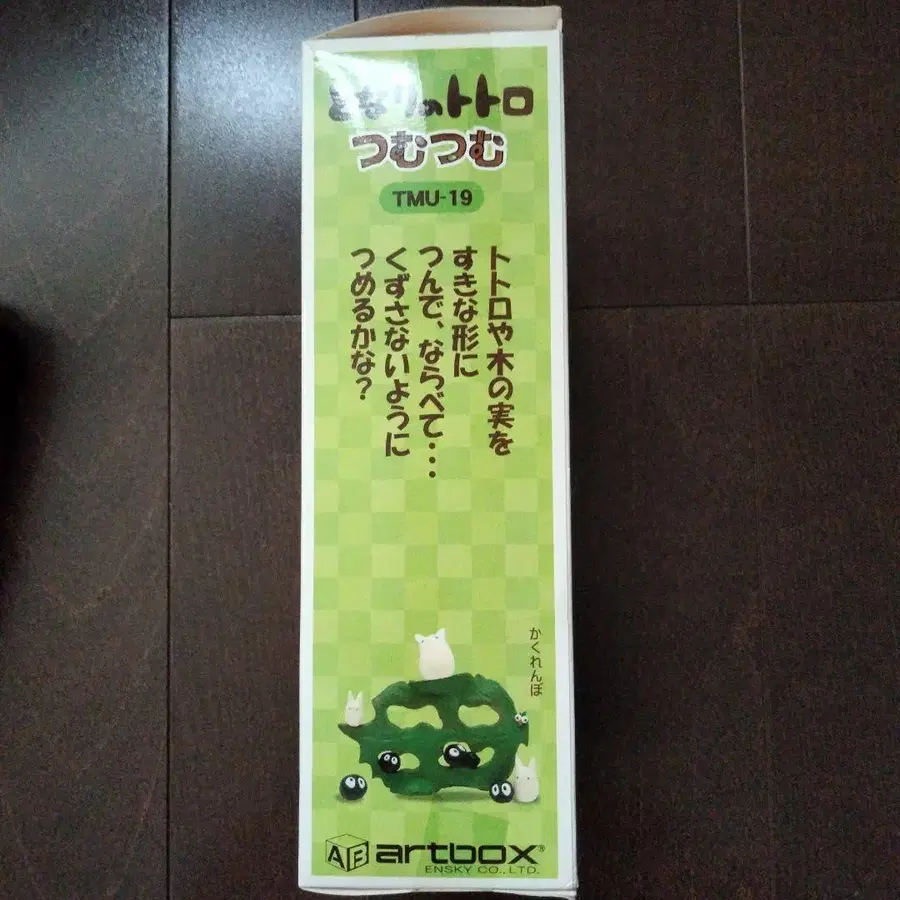 となりのトトロ
つむつむ
TMU-19
トトロや木の実を
すきな形に
つんで、ならべて・・・
くずさないように
つめるかな？
かくれんぼ
AB artbox®
ENSKY CO., LTD.